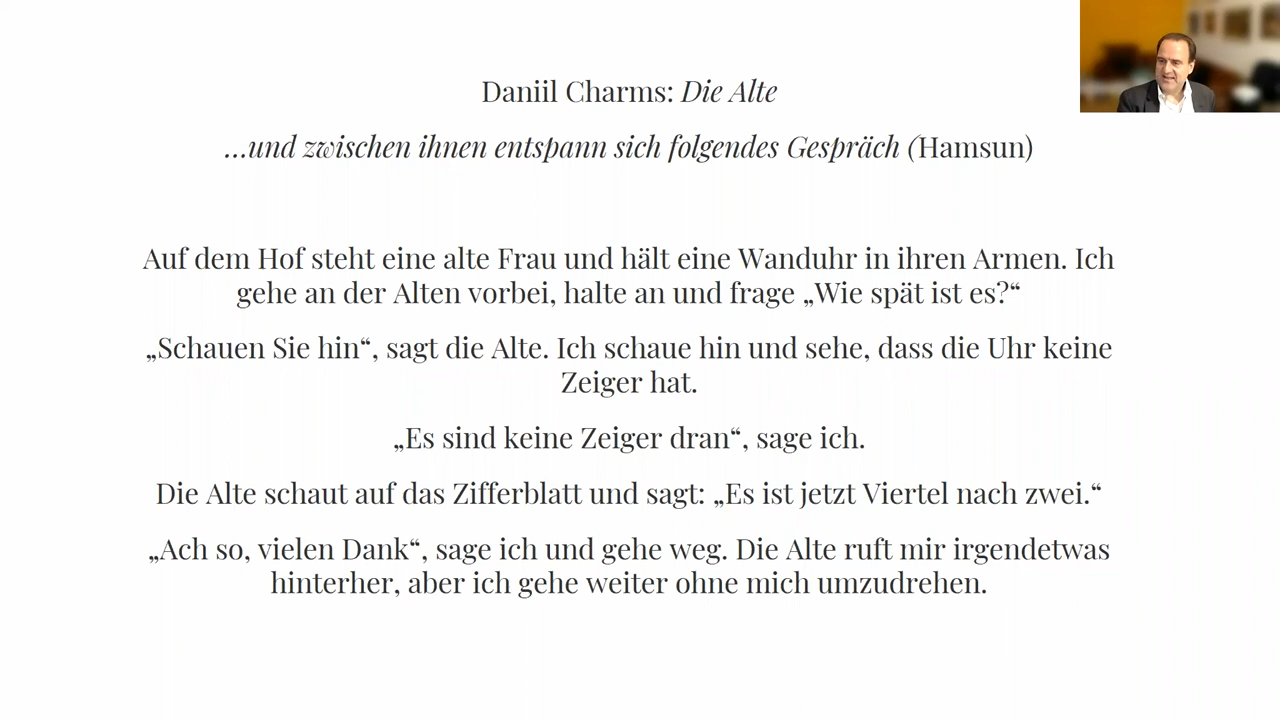 Daniil Charms: Die Alte
...und zwischen ihnen entspann sich folgendes Gespräch (Hamsun)
Auf dem Hof steht eine alte Frau und hält eine Wanduhr in ihren Armen. Ich
gehe an der Alten vorbei, halte an und frage „Wie spät ist es?“
„Schauen Sie hin“, sagt die Alte. Ich schaue hin und sehe, dass die Uhr keine
Zeiger hat.
„Es sind keine Zeiger dran“, sage ich.
Die Alte schaut auf das Zifferblatt und sagt: „Es ist jetzt Viertel nach zwei.“
„Ach so, vielen Dank“, sage ich und gehe weg. Die Alte ruft mir irgendetwas
hinterher, aber ich gehe weiter ohne mich umzudrehen.